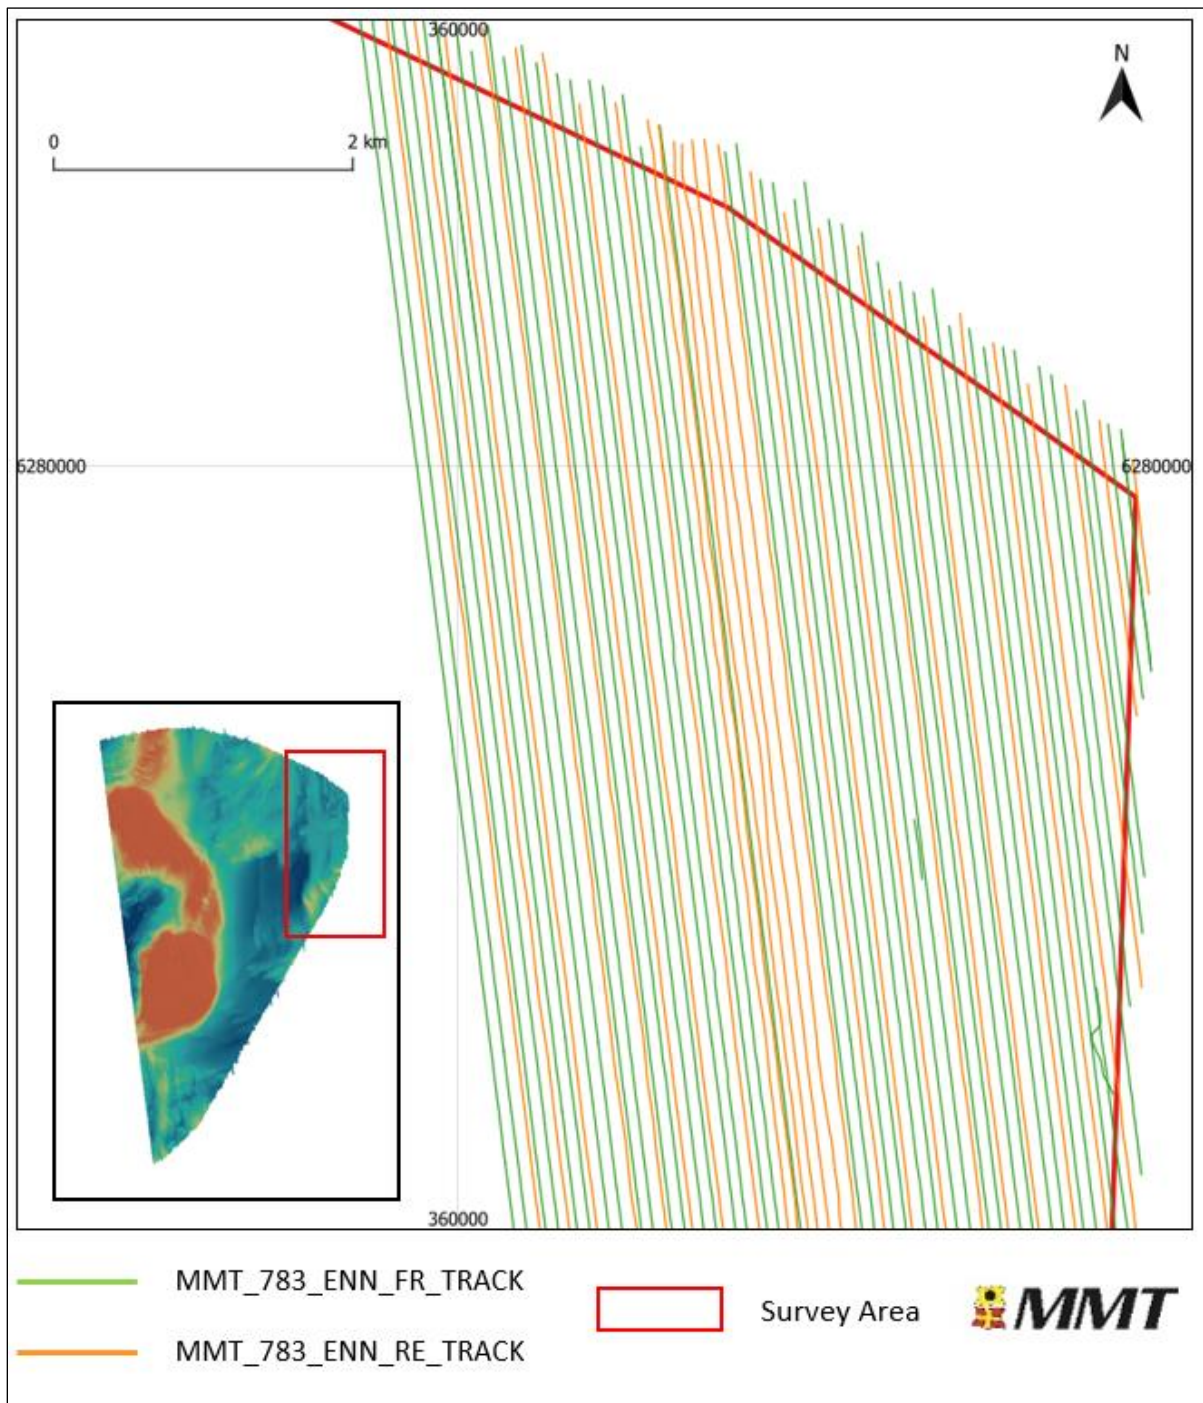 360000
N
0 2 km
6280000 6280000
360000
MMT_783_ENN_FR_TRACK
Survey Area
MMT
MMT_783_ENN_RE_TRACK